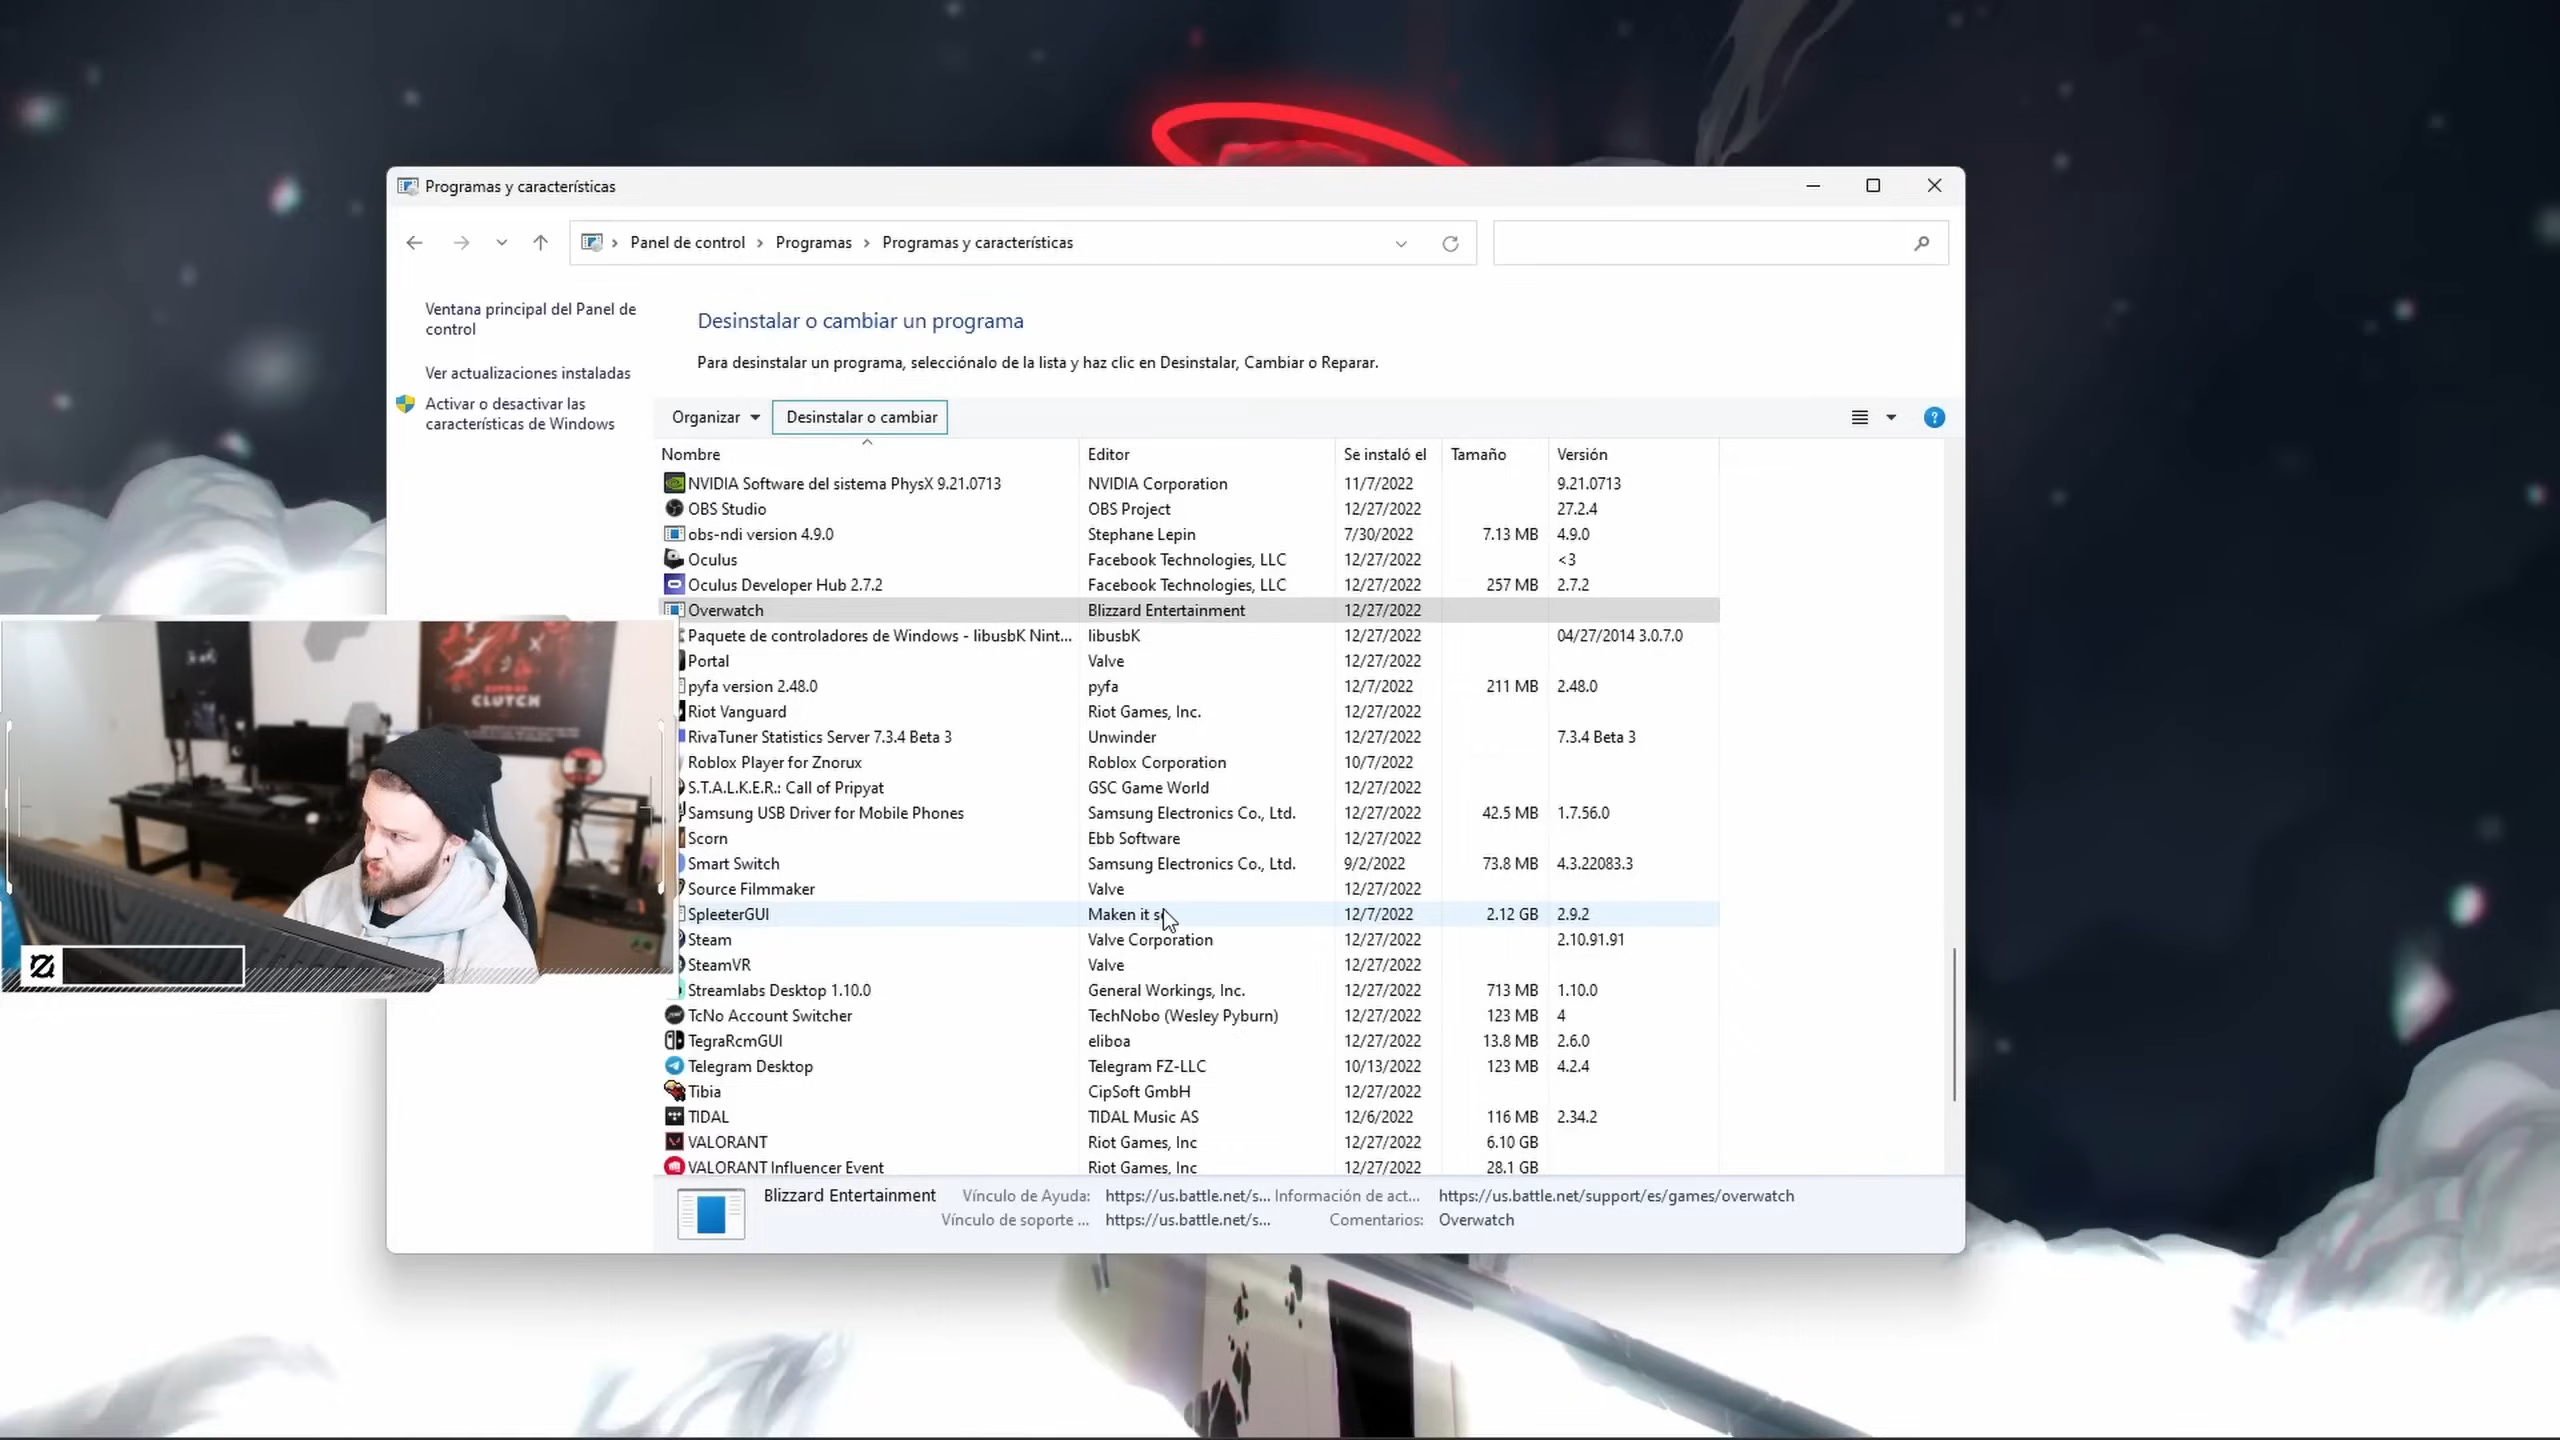 Programas y características
Panel de control > Programas > Programas y características
Ventana principal del Panel de
control
Ver actualizaciones instaladas
Activar o desactivar las
características de Windows
Desinstalar o cambiar un programa
Para desinstalar un programa, selecciónalo de la lista y haz clic en Desinstalar, Cambiar o Reparar.
Organizar Desinstalar o cambiar
Nombre Editor Se instaló el Tamaño Versión
NVIDIA Software del sistema PhysX 9.21.0713 NVIDIA Corporation 11/7/2022 9.21.0713
OBS Studio OBS Project 12/27/2022 27.2.4
obs-ndi version 4.9.0 Stephane Lepin 7/30/2022 7.13 MB 4.9.0
Oculus Facebook Technologies, LLC 12/27/2022 <3
Oculus Developer Hub 2.7.2 Facebook Technologies, LLC 12/27/2022 257 MB 2.7.2
Overwatch Blizzard Entertainment 12/27/2022
Paquete de controladores de Windows - libusbK Nint... libusbK 12/27/2022 04/27/2014 3.0.7.0
Portal Valve 12/27/2022
pyfa version 2.48.0 pyfa 12/7/2022 211 MB 2.48.0
Riot Vanguard Riot Games, Inc. 12/27/2022
RivaTuner Statistics Server 7.3.4 Beta 3 Unwinder 12/27/2022 7.3.4 Beta 3
Roblox Player for Znorux Roblox Corporation 10/7/2022
S.T.A.L.K.E.R.: Call of Pripyat GSC Game World 12/27/2022
Samsung USB Driver for Mobile Phones Samsung Electronics Co., Ltd. 12/27/2022 42.5 MB 1.7.56.0
Scorn Ebb Software 12/27/2022
Smart Switch Samsung Electronics Co., Ltd. 9/2/2022 73.8 MB 4.3.22083.3
Source Filmmaker Valve 12/27/2022
SpleeterGUI Maken it 12/7/2022 2.12 GB 2.9.2
Steam Valve Corporation 12/27/2022 2.10.91.91
SteamVR Valve 12/27/2022
Streamlabs Desktop 1.10.0 General Workings, Inc. 12/27/2022 713 MB 1.10.0
TcNo Account Switcher TechNobo (Wesley Pyburn) 12/27/2022 123 MB 4
TegraRcmGUI eliboa 12/27/2022 13.8 MB 2.6.0
Telegram Desktop Telegram FZ-LLC 10/13/2022 123 MB 4.2.4
Tibia CipSoft GmbH 12/27/2022
TIDAL TIDAL Music AS 12/6/2022 116 MB 2.34.2
VALORANT Riot Games, Inc 12/27/2022 6.10 GB
VALORANT Influencer Event Riot Games, Inc 12/27/2022 28.1 GB
Blizzard Entertainment Vínculo de Ayuda: https://us.battle.net/s... Información de act... https://us.battle.net/support/es/games/overwatch
Vínculo de soporte ... https://us.battle.net/s... Comentarios: Overwatch
CLUTCH